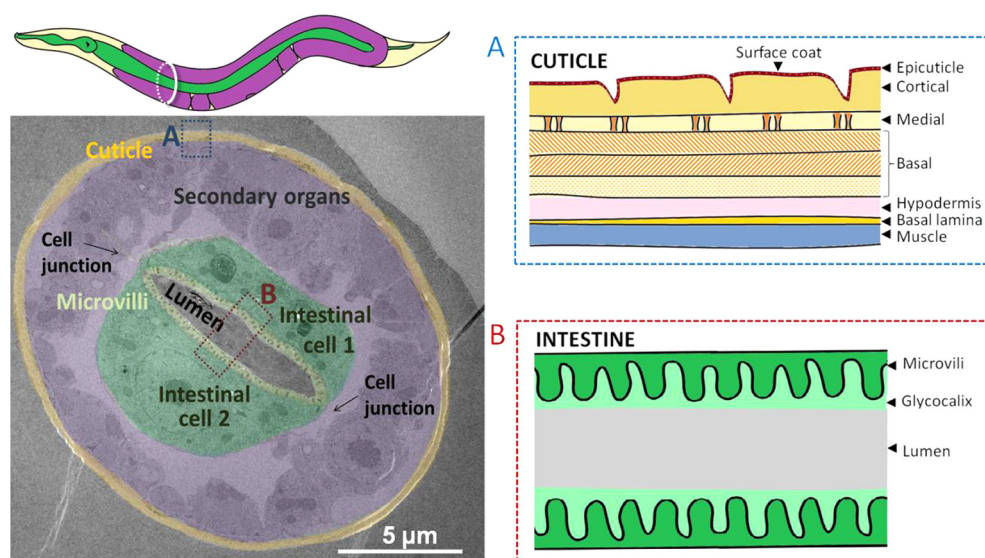 A
Cuticle
Secondary organs
Cell
junction
Microvilli
Lumen
B
Intestinal
cell 1
Intestinal
cell 2
Cell
junction
5 µm
A
CUTICLE
Surface coat
Epicuticle
Cortical
Medial
Basal
Hypodermis
Basal lamina
Muscle
B
INTESTINE
Microvili
Glycocalix
Lumen